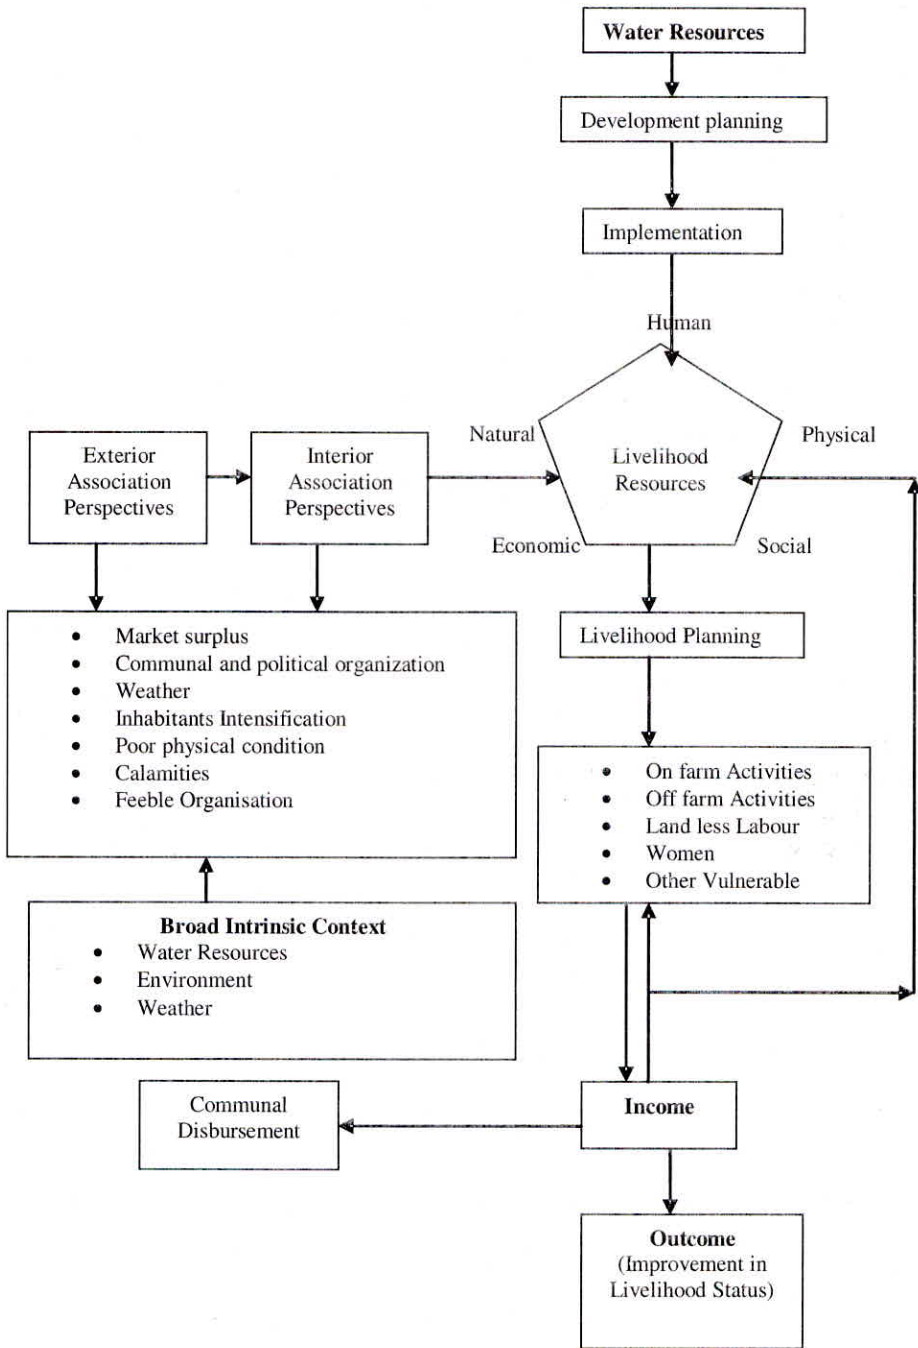 Water Resources
Development planning
Implementation
Human
Natural
Physical
Livelihood
Resources
Economic
Social
Exterior
Association
Perspectives
Interior
Association
Perspectives
• Market surplus
• Communal and political organization
• Weather
• Inhabitants Intensification
• Poor physical condition
• Calamities
• Feeble Organisation
Livelihood Planning
• On farm Activities
• Off farm Activities
• Land less Labour
• Women
• Other Vulnerable
Broad Intrinsic Context
• Water Resources
• Environment
• Weather
Communal
Disbursement
Income
Outcome
(Improvement in
Livelihood Status)